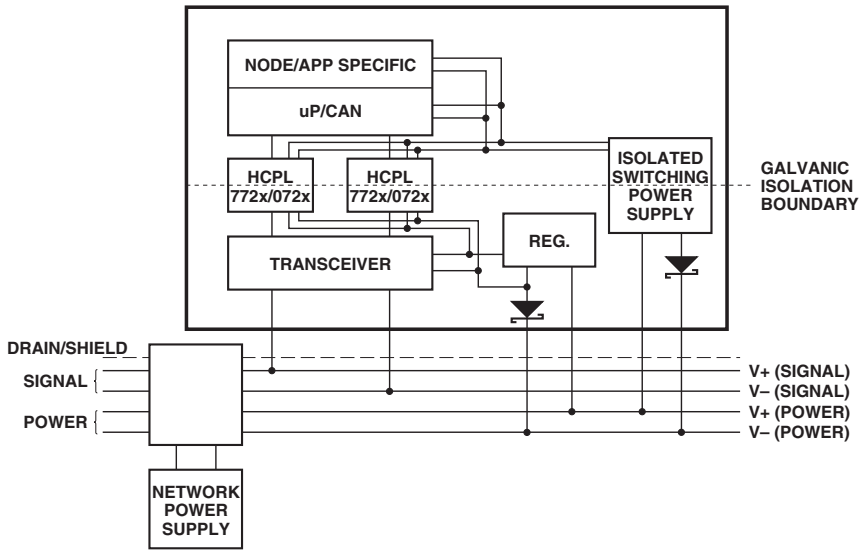 NODE/APP SPECIFIC
uP/CAN
HCPL
772x/072x
HCPL
772x/072x
ISOLATED
SWITCHING
POWER
SUPPLY
GALVANIC
ISOLATION
BOUNDARY
TRANSCEIVER
REG.
DRAIN/SHIELD
SIGNAL
POWER
V+ (SIGNAL)
V– (SIGNAL)
V+ (POWER)
V– (POWER)
NETWORK
POWER
SUPPLY